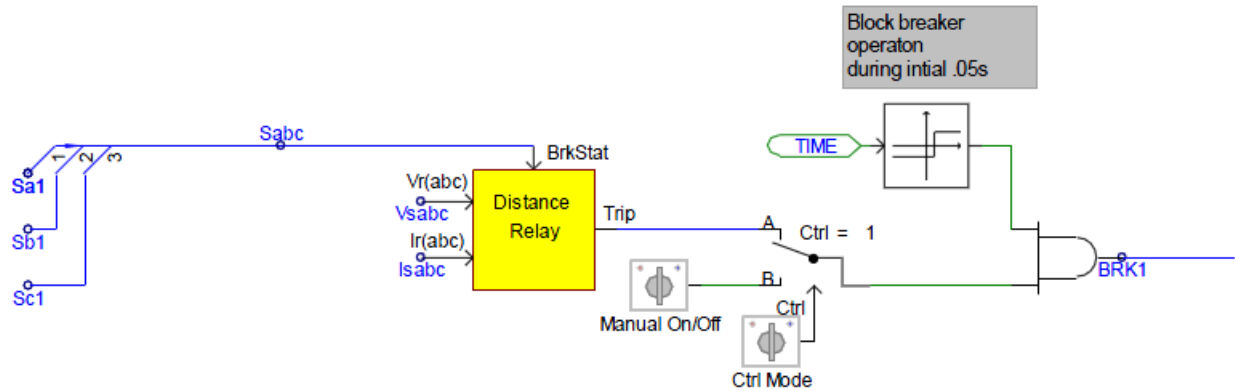 Block breaker
operaton
during intial .05s
Sabc
1
2
3
BrkStat
TIME
Sa1
Vr(abc)
Vsabc
Distance
Relay
Trip
A
Ctrl = 1
Sb1
Ir(abc)
Isabc
BRK1
B
Sc1
Ctrl
Manual On/Off
Ctrl Mode